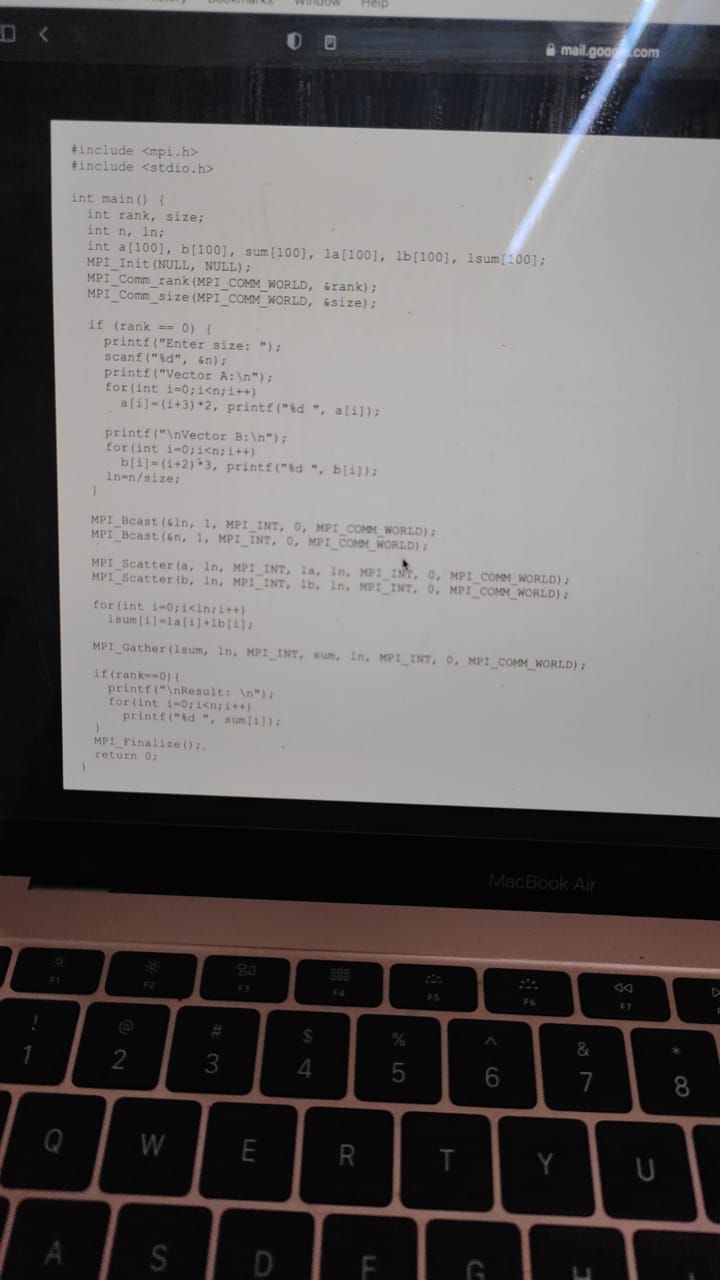 History Bookmarks Window Help
mail.google.com
#include <mpi.h>
#include <stdio.h>
int main() {
int rank, size;
int n, ln;
int a[100], b[100], sum[100], la[100], lb[100], lsum[100];
MPI_Init(NULL, NULL);
MPI_Comm_rank(MPI_COMM_WORLD, &rank);
MPI_Comm_size(MPI_COMM_WORLD, &size);
if (rank == 0) {
printf("Enter size: ");
scanf("%d", &n);
printf("Vector A:\n");
for(int i=0;i<n;i++)
a[i]=(i+3)*2, printf("%d ", a[i]);
printf("\nVector B:\n");
for(int i=0;i<n;i++)
b[i]=(i+2)*3, printf("%d ", b[i]);
ln=n/size;
}
MPI_Bcast(&ln, 1, MPI_INT, 0, MPI_COMM_WORLD);
MPI_Bcast(&n, 1, MPI_INT, 0, MPI_COMM_WORLD);
MPI_Scatter(a, ln, MPI_INT, la, ln, MPI_INT, 0, MPI_COMM_WORLD);
MPI_Scatter(b, ln, MPI_INT, lb, ln, MPI_INT, 0, MPI_COMM_WORLD);
for(int i=0;i<ln;i++)
lsum[i]=la[i]+lb[i];
MPI_Gather(lsum, ln, MPI_INT, sum, ln, MPI_INT, 0, MPI_COMM_WORLD);
if(rank==0){
printf("\nResult: \n");
for(int i=0;i<n;i++)
printf("%d ", sum[i]);
}
MPI_Finalize();
return 0;
}
MacBook Air
F1 F2 F3 F4 F5 F6 F7
! @ # $ % ^ & *
1 2 3 4 5 6 7 8
Q W E R T Y U
A S D F G H